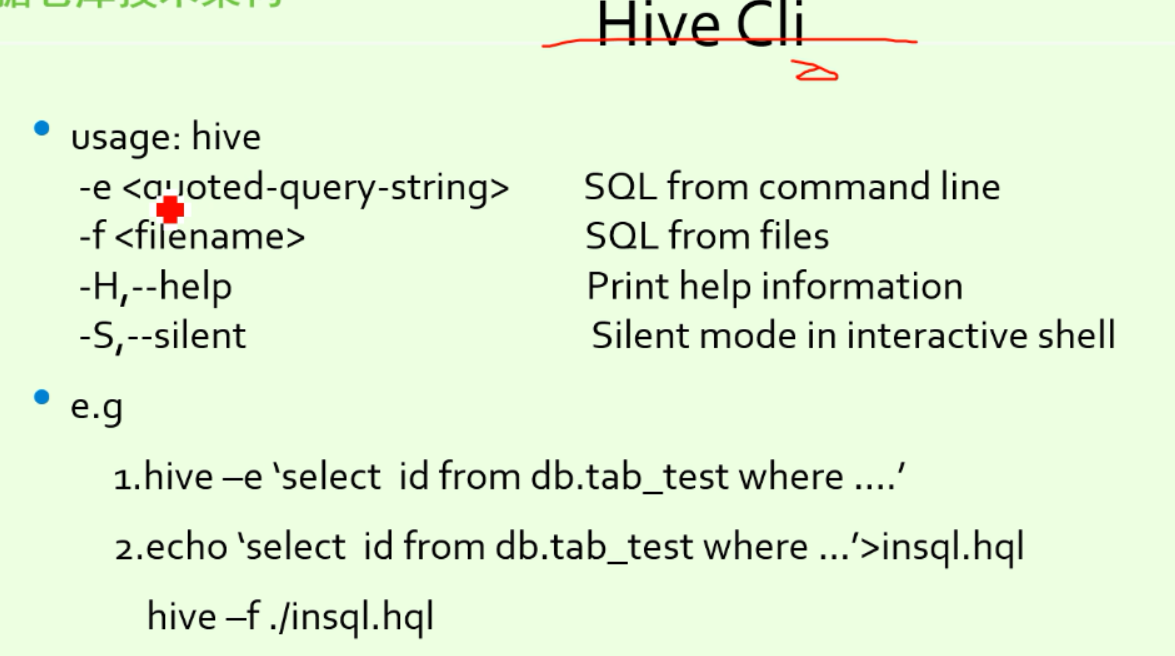 Hive Cli
usage: hive
-e <quoted-query-string> SQL from command line
-f <filename> SQL from files
-H,--help Print help information
-S,--silent Silent mode in interactive shell
e.g
1.hive –e ‘select id from db.tab_test where ....’
2.echo ‘select id from db.tab_test where ...’>insql.hql
hive –f ./insql.hql